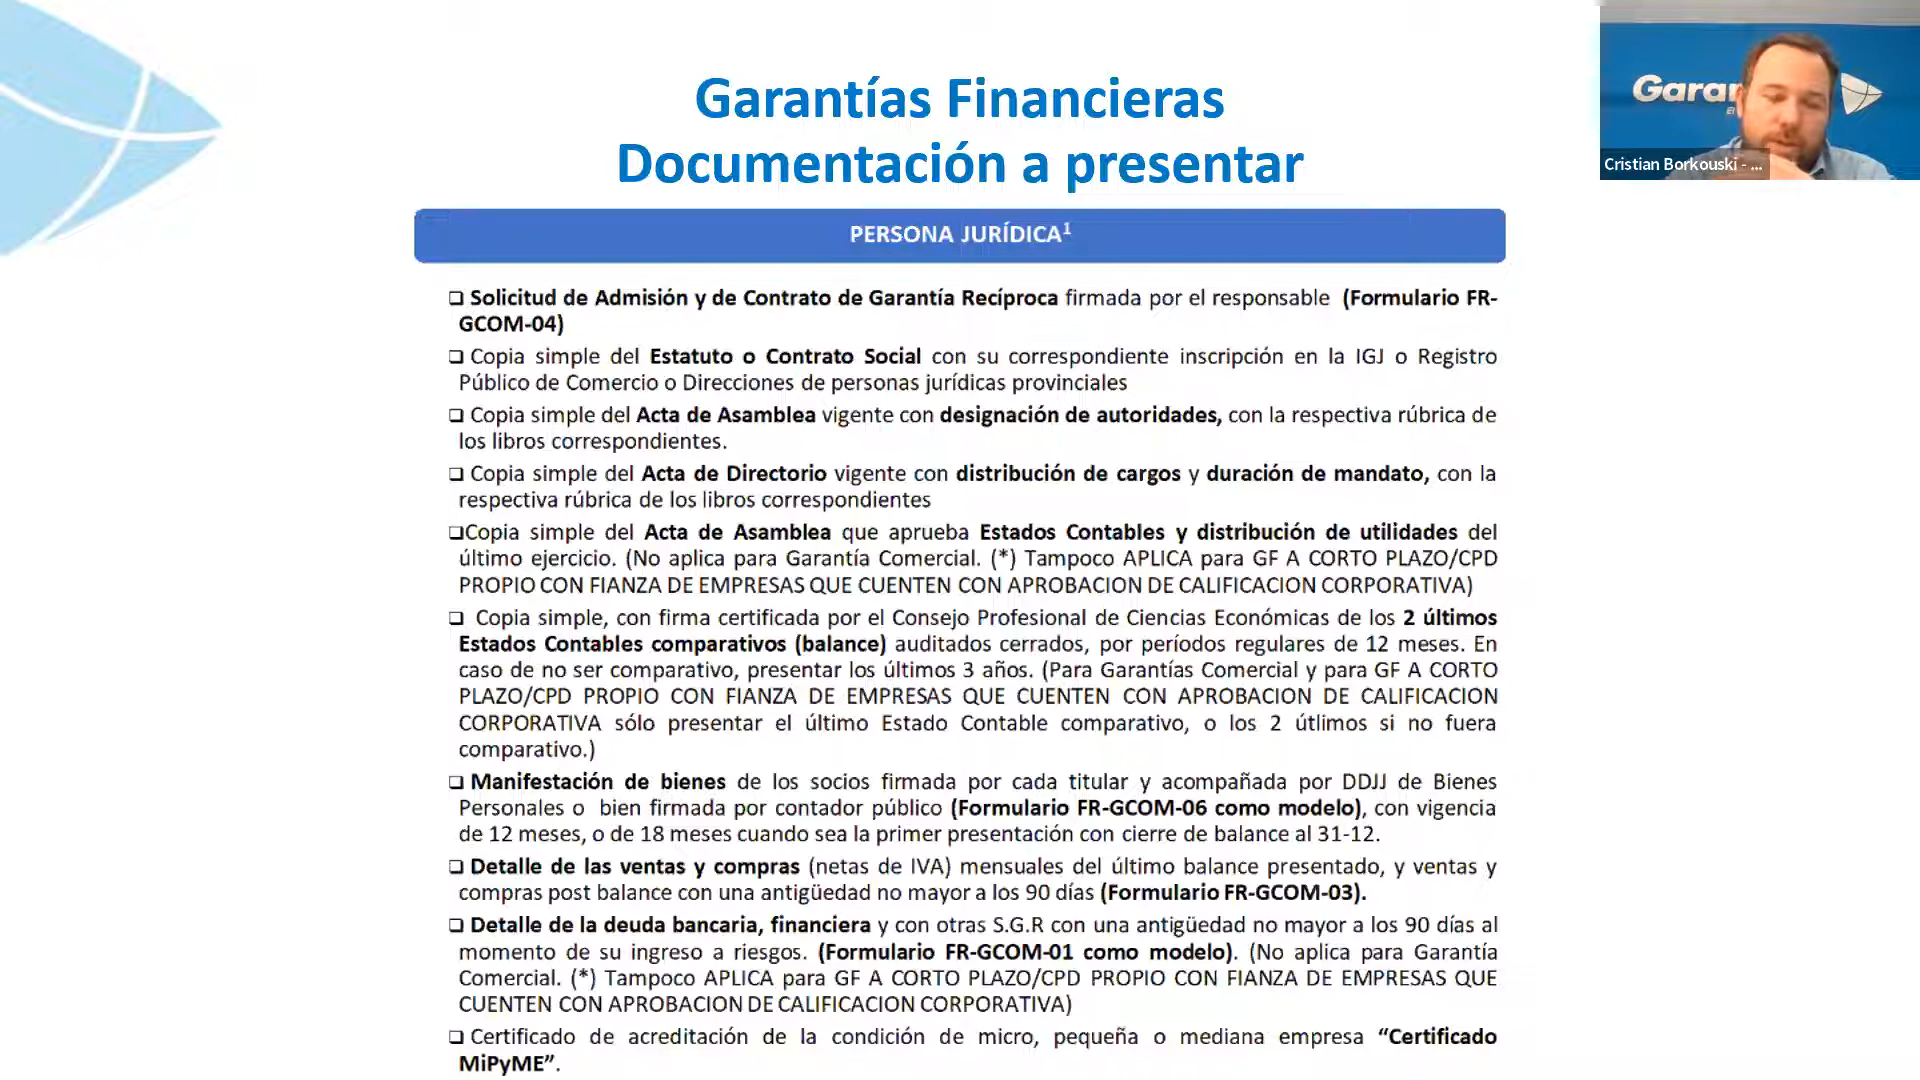 Garantías Financieras
Documentación a presentar
Garan
Cristian Borkouski - ...
PERSONA JURÍDICA¹
❑ Solicitud de Admisión y de Contrato de Garantía Recíproca firmada por el responsable (Formulario FR-
GCOM-04)
❑ Copia simple del Estatuto o Contrato Social con su correspondiente inscripción en la IGJ o Registro
Público de Comercio o Direcciones de personas jurídicas provinciales
❑ Copia simple del Acta de Asamblea vigente con designación de autoridades, con la respectiva rúbrica de
los libros correspondientes.
❑ Copia simple del Acta de Directorio vigente con distribución de cargos y duración de mandato, con la
respectiva rúbrica de los libros correspondientes
❑Copia simple del Acta de Asamblea que aprueba Estados Contables y distribución de utilidades del
último ejercicio. (No aplica para Garantía Comercial. (*) Tampoco APLICA para GF A CORTO PLAZO/CPD
PROPIO CON FIANZA DE EMPRESAS QUE CUENTEN CON APROBACION DE CALIFICACION CORPORATIVA)
❑ Copia simple, con firma certificada por el Consejo Profesional de Ciencias Económicas de los 2 últimos
Estados Contables comparativos (balance) auditados cerrados, por períodos regulares de 12 meses. En
caso de no ser comparativo, presentar los últimos 3 años. (Para Garantías Comercial y para GF A CORTO
PLAZO/CPD PROPIO CON FIANZA DE EMPRESAS QUE CUENTEN CON APROBACION DE CALIFICACION
CORPORATIVA sólo presentar el último Estado Contable comparativo, o los 2 útlimos si no fuera
comparativo.)
❑ Manifestación de bienes de los socios firmada por cada titular y acompañada por DDJJ de Bienes
Personales o bien firmada por contador público (Formulario FR-GCOM-06 como modelo), con vigencia
de 12 meses, o de 18 meses cuando sea la primer presentación con cierre de balance al 31-12.
❑ Detalle de las ventas y compras (netas de IVA) mensuales del último balance presentado, y ventas y
compras post balance con una antigüedad no mayor a los 90 días (Formulario FR-GCOM-03).
❑ Detalle de la deuda bancaria, financiera y con otras S.G.R con una antigüedad no mayor a los 90 días al
momento de su ingreso a riesgos. (Formulario FR-GCOM-01 como modelo). (No aplica para Garantía
Comercial. (*) Tampoco APLICA para GF A CORTO PLAZO/CPD PROPIO CON FIANZA DE EMPRESAS QUE
CUENTEN CON APROBACION DE CALIFICACION CORPORATIVA)
❑ Certificado de acreditación de la condición de micro, pequeña o mediana empresa “Certificado
MiPyME”.